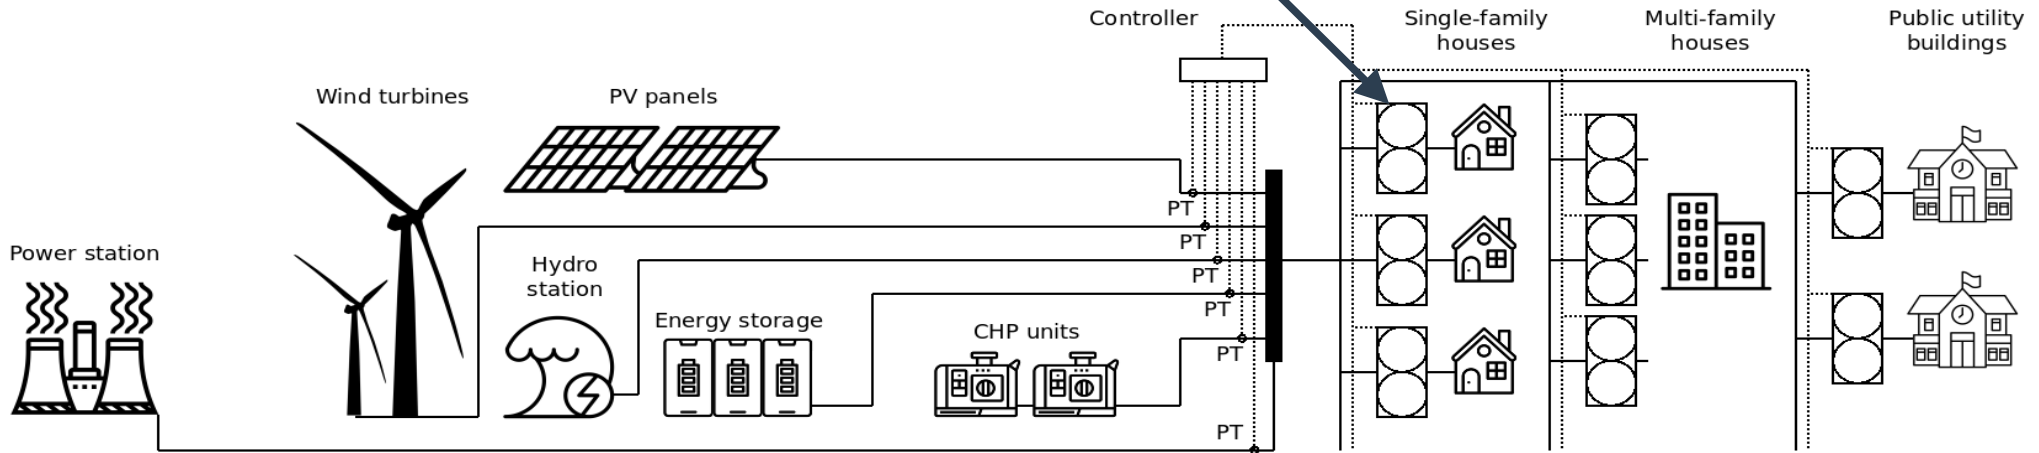 Controller
Single-family
houses
Multi-family
houses
Public utility
buildings
Wind turbines
PV panels
PT
PT
Power station
Hydro
station
PT
PT
Energy storage
CHP units
PT
PT